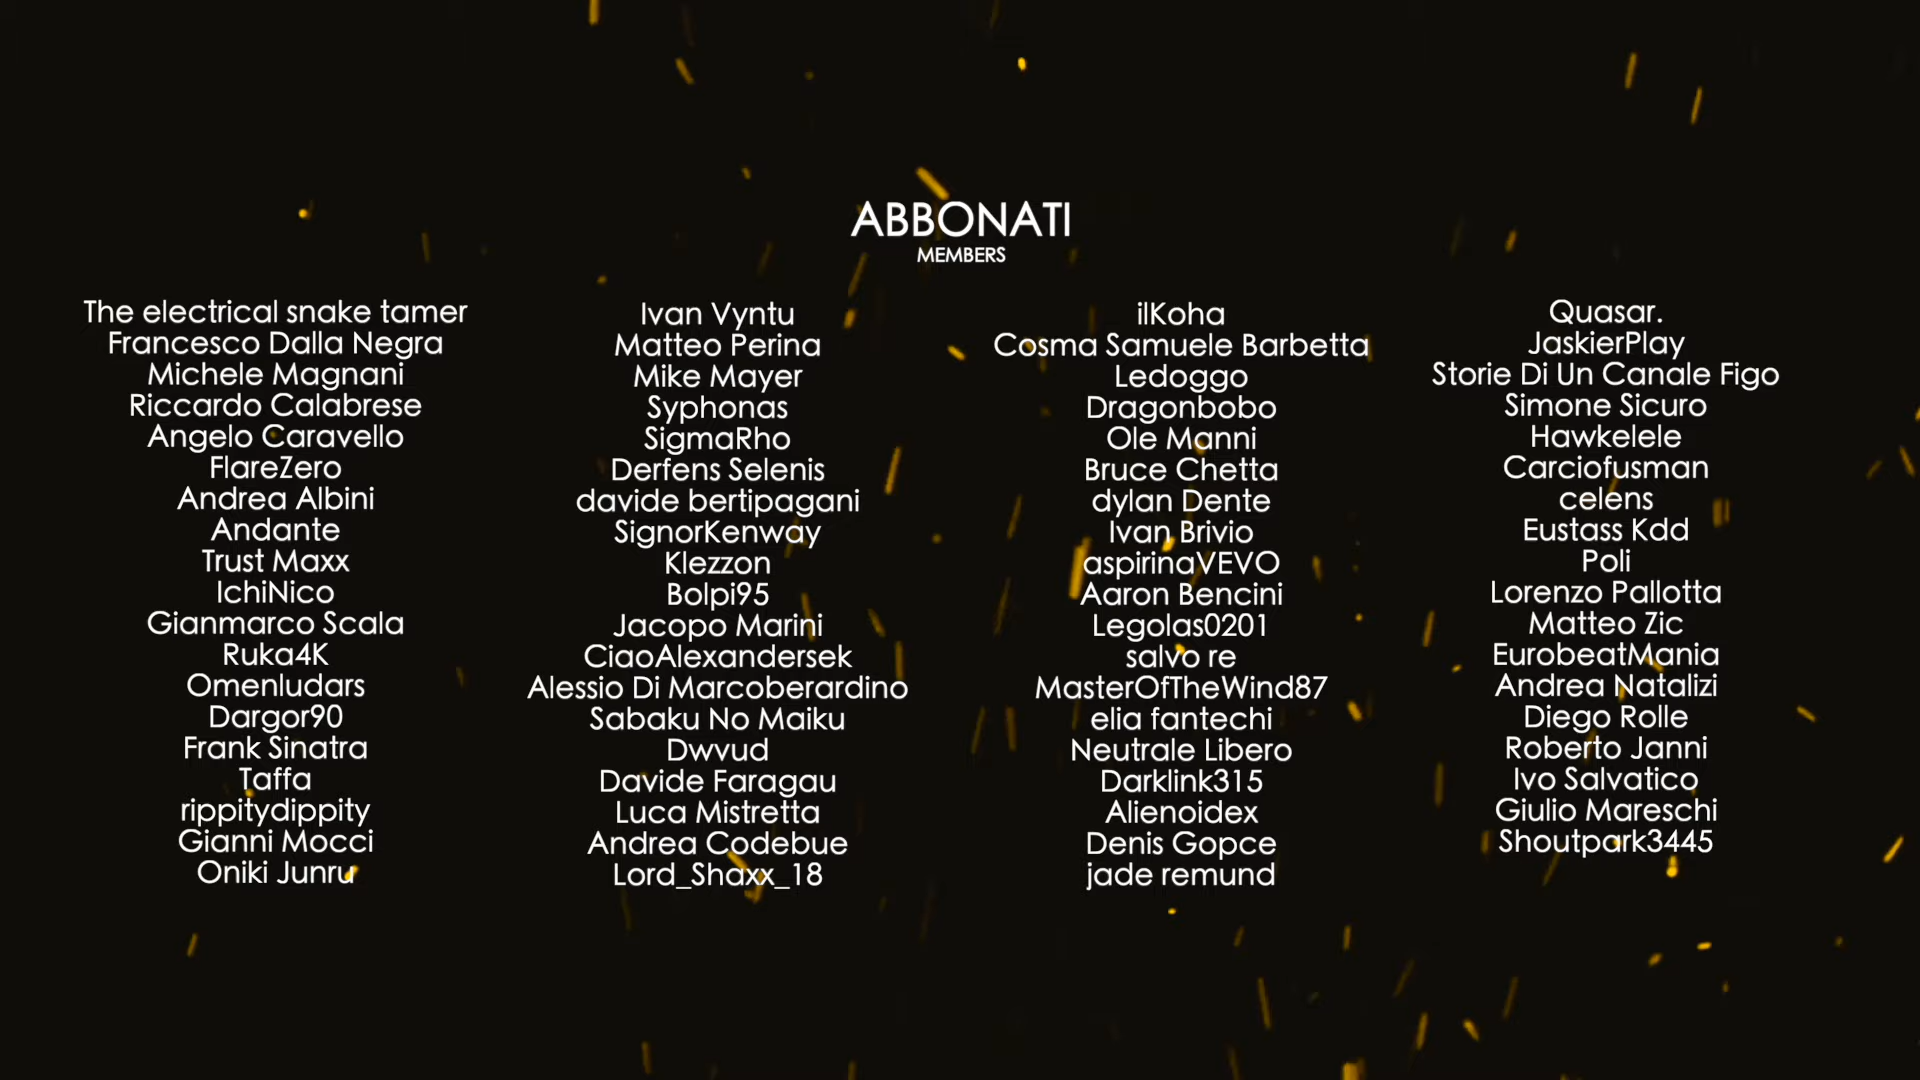 ABBONATI
MEMBERS
The electrical snake tamer
Francesco Dalla Negra
Michele Magnani
Riccardo Calabrese
Angelo Caravello
FlareZero
Andrea Albini
Andante
Trust Maxx
IchiNico
Gianmarco Scala
Ruka4K
Omenludars
Dargor90
Frank Sinatra
Taffa
rippitydippity
Gianni Mocci
Oniki Junru
Ivan Vyntu
Matteo Perina
Mike Mayer
Syphonas
SigmaRho
Derfens Selenis
davide bertipagani
SignorKenway
Klezzon
Bolpi95
Jacopo Marini
CiaoAlexandersek
Alessio Di Marcoberardino
Sabaku No Maiku
Dwvud
Davide Faragau
Luca Mistretta
Andrea Codebue
Lord_Shaxx_18
ilKoha
Cosma Samuele Barbetta
Ledoggo
Dragonbobo
Ole Manni
Bruce Chetta
dylan Dente
Ivan Brivio
aspirinaVEVO
Aaron Bencini
Legolas0201
salvo re
MasterOfTheWind87
elia fantechi
Neutrale Libero
Darklink315
Alienoidex
Denis Gopce
jade remund
Quasar.
JaskierPlay
Storie Di Un Canale Figo
Simone Sicuro
Hawkelele
Carciofusman
celens
Eustass Kdd
Poli
Lorenzo Pallotta
Matteo Zic
EurobeatMania
Andrea Natalizi
Diego Rolle
Roberto Janni
Ivo Salvatico
Giulio Mareschi
Shoutpark3445